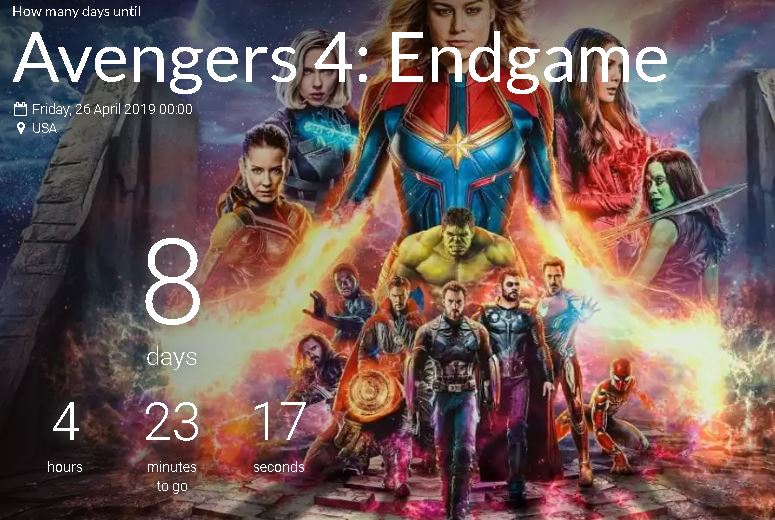 How many days until
Avengers 4: Endgame
Friday, 26 April 2019 00:00
USA
8
days
4 23 17
hours minutes seconds
to go